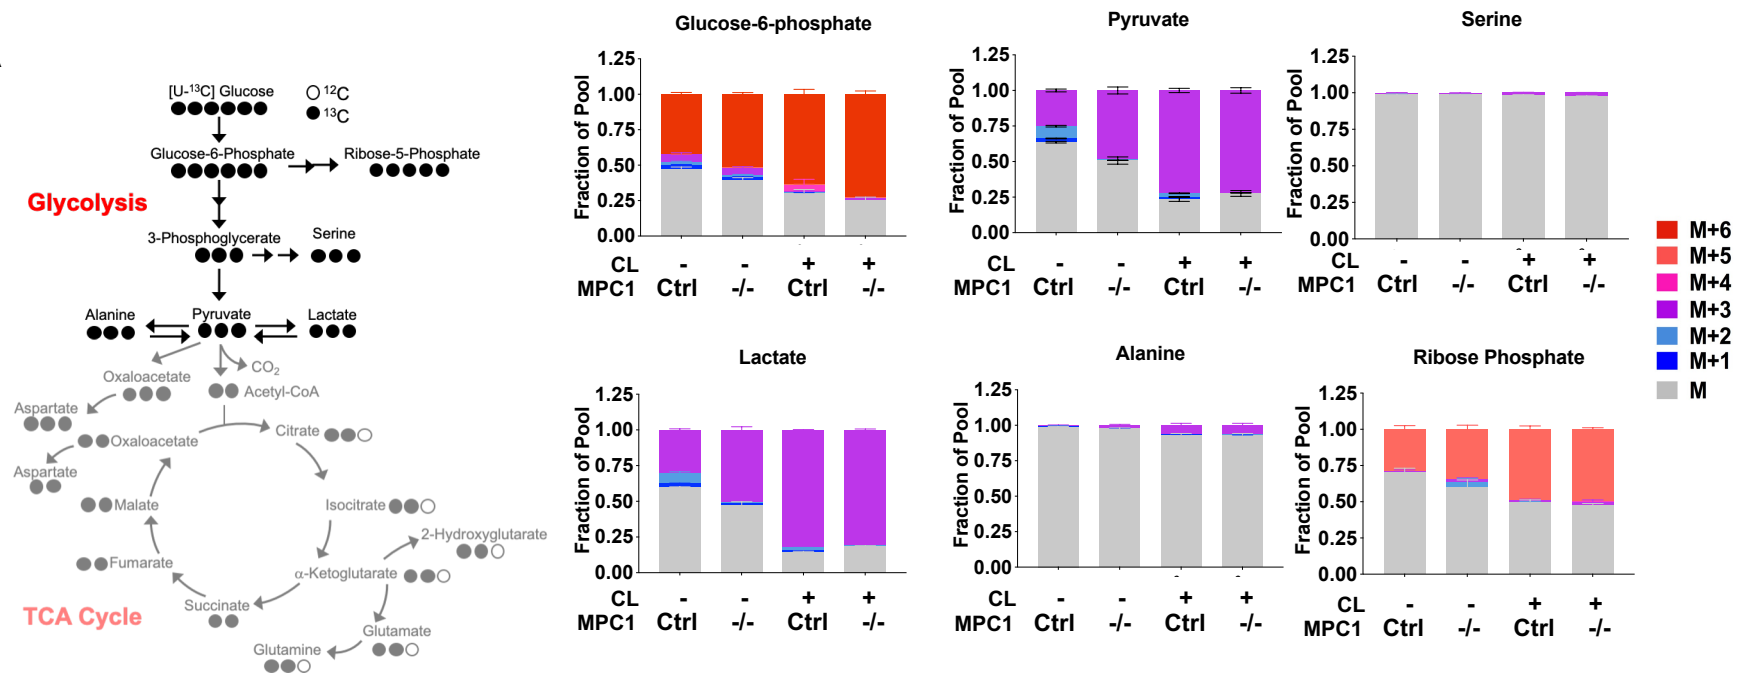 [U-¹³C] Glucose
¹²C
¹³C
Glucose-6-Phosphate
Ribose-5-Phosphate
Glycolysis
3-Phosphoglycerate
Serine
Alanine
Pyruvate
Lactate
CO₂
Oxaloacetate
Acetyl-CoA
Aspartate
Citrate
Oxaloacetate
Aspartate
Malate
Isocitrate
2-Hydroxyglutarate
Fumarate
α-Ketoglutarate
Succinate
TCA Cycle
Glutamate
Glutamine
Glucose-6-phosphate
Fraction of Pool
1.25
1.00
0.75
0.50
0.25
0.00
CL - - + +
MPC1 Ctrl -/- Ctrl -/-
Pyruvate
Fraction of Pool
1.25
1.00
0.75
0.50
0.25
0.00
CL - - + +
MPC1 Ctrl -/- Ctrl -/-
Serine
Fraction of Pool
1.25
1.00
0.75
0.50
0.25
0.00
CL - - + +
MPC1 Ctrl -/- Ctrl -/-
M+6
M+5
M+4
M+3
M+2
M+1
M
Lactate
Fraction of Pool
1.25
1.00
0.75
0.50
0.25
0.00
CL - - + +
MPC1 Ctrl -/- Ctrl -/-
Alanine
Fraction of Pool
1.25
1.00
0.75
0.50
0.25
0.00
CL - - + +
MPC1 Ctrl -/- Ctrl -/-
Ribose Phosphate
Fraction of Pool
1.25
1.00
0.75
0.50
0.25
0.00
CL - - + +
MPC1 Ctrl -/- Ctrl -/-